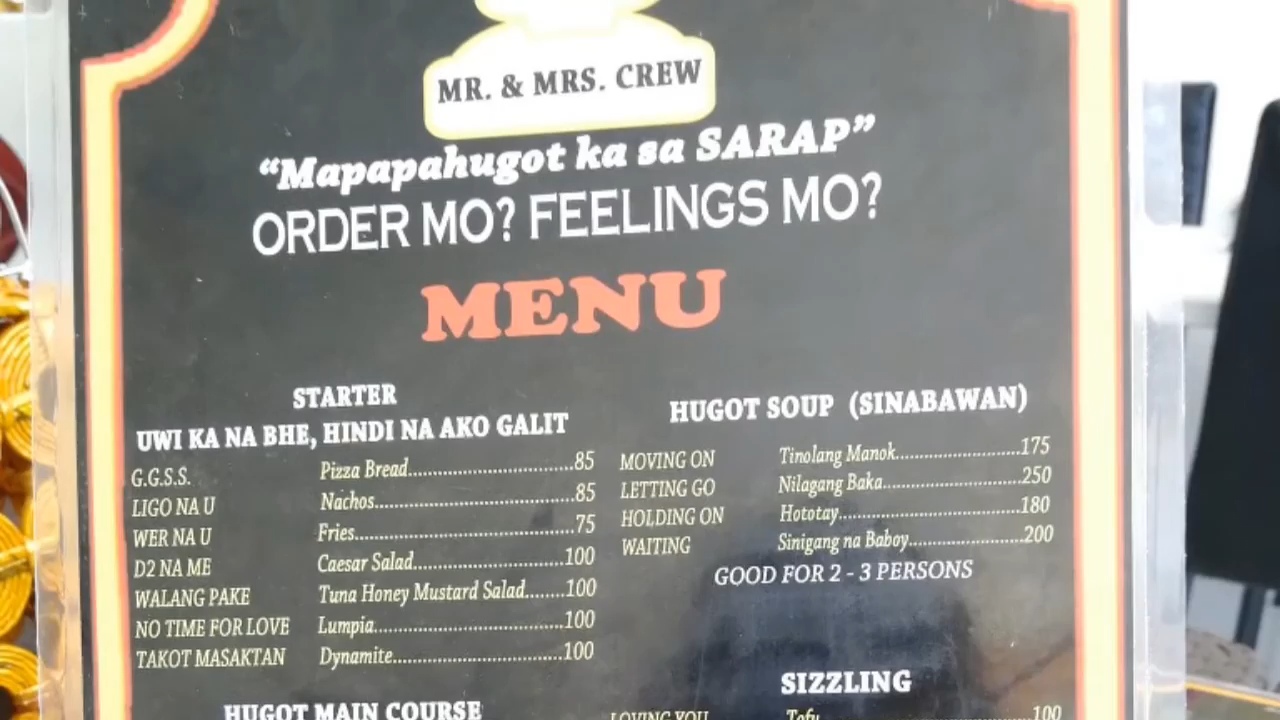 MR. & MRS. CREW
“Mapapahugot ka sa SARAP”
ORDER MO? FEELINGS MO?
MENU
STARTER
UWI KA NA BHE, HINDI NA AKO GALIT
G.G.S.S. Pizza Bread..............................85
LIGO NA U Nachos..............................85
WER NA U Fries..............................75
D2 NA ME Caesar Salad..............................100
WALANG PAKE Tuna Honey Mustard Salad........100
NO TIME FOR LOVE Lumpia..............................100
TAKOT MASAKTAN Dynamite..............................100
HUGOT MAIN COURSE
HUGOT SOUP (SINABAWAN)
MOVING ON Tinolang Manok..............................175
LETTING GO Nilagang Baka..............................250
HOLDING ON Hototay..............................180
WAITING Sinigang na Baboy..............................200
GOOD FOR 2 - 3 PERSONS
SIZZLING
LOVING YOU Tofu..............................100